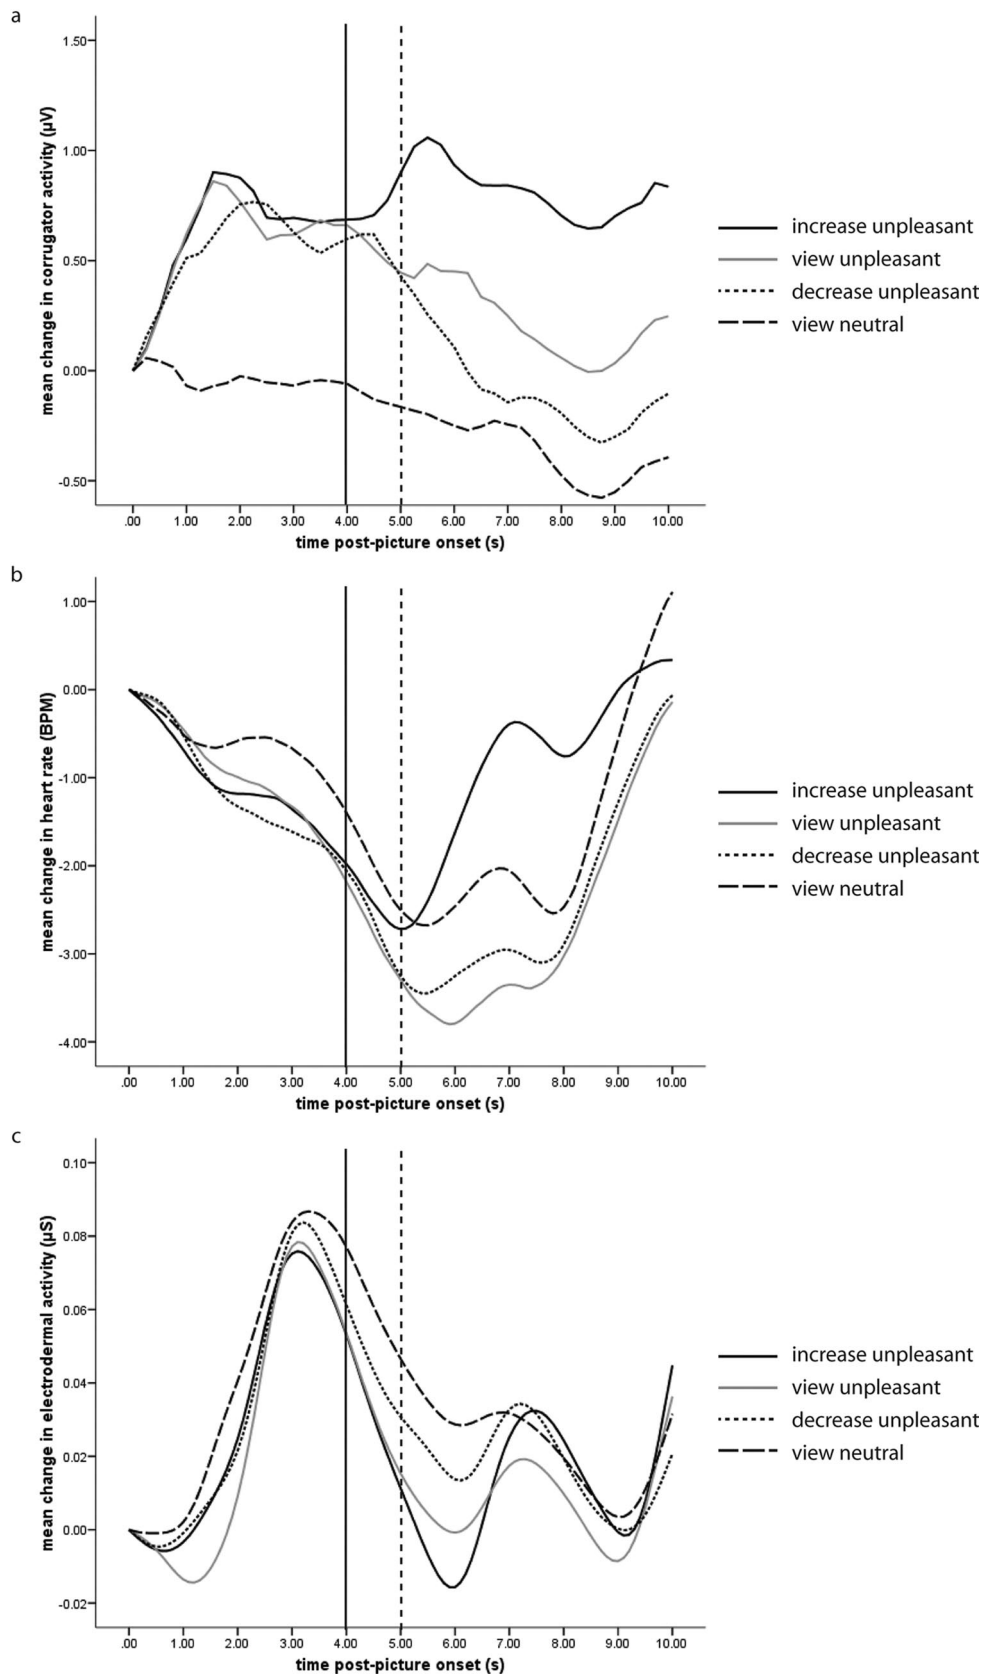 a
mean change in corrugator activity (µV)
1.50
1.00
0.50
0.00
-0.50
.00 1.00 2.00 3.00 4.00 5.00 6.00 7.00 8.00 9.00 10.00
time post-picture onset (s)
increase unpleasant
view unpleasant
decrease unpleasant
view neutral
b
mean change in heart rate (BPM)
1.00
0.00
-1.00
-2.00
-3.00
-4.00
.00 1.00 2.00 3.00 4.00 5.00 6.00 7.00 8.00 9.00 10.00
time post-picture onset (s)
increase unpleasant
view unpleasant
decrease unpleasant
view neutral
c
mean change in electrodermal activity (µS)
0.10
0.08
0.06
0.04
0.02
0.00
-0.02
.00 1.00 2.00 3.00 4.00 5.00 6.00 7.00 8.00 9.00 10.00
time post-picture onset (s)
increase unpleasant
view unpleasant
decrease unpleasant
view neutral